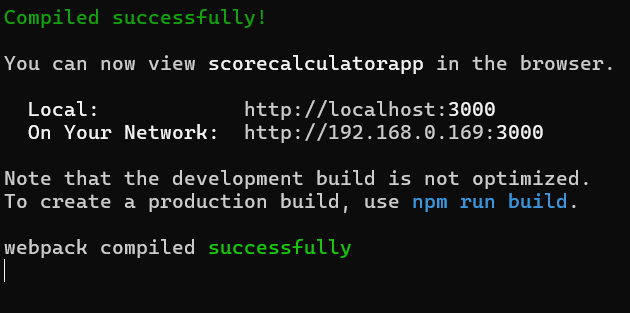 Compiled successfully!
You can now view scorecalculatorapp in the browser.
Local: http://localhost:3000
On Your Network: http://192.168.0.169:3000
Note that the development build is not optimized.
To create a production build, use npm run build.
webpack compiled successfully